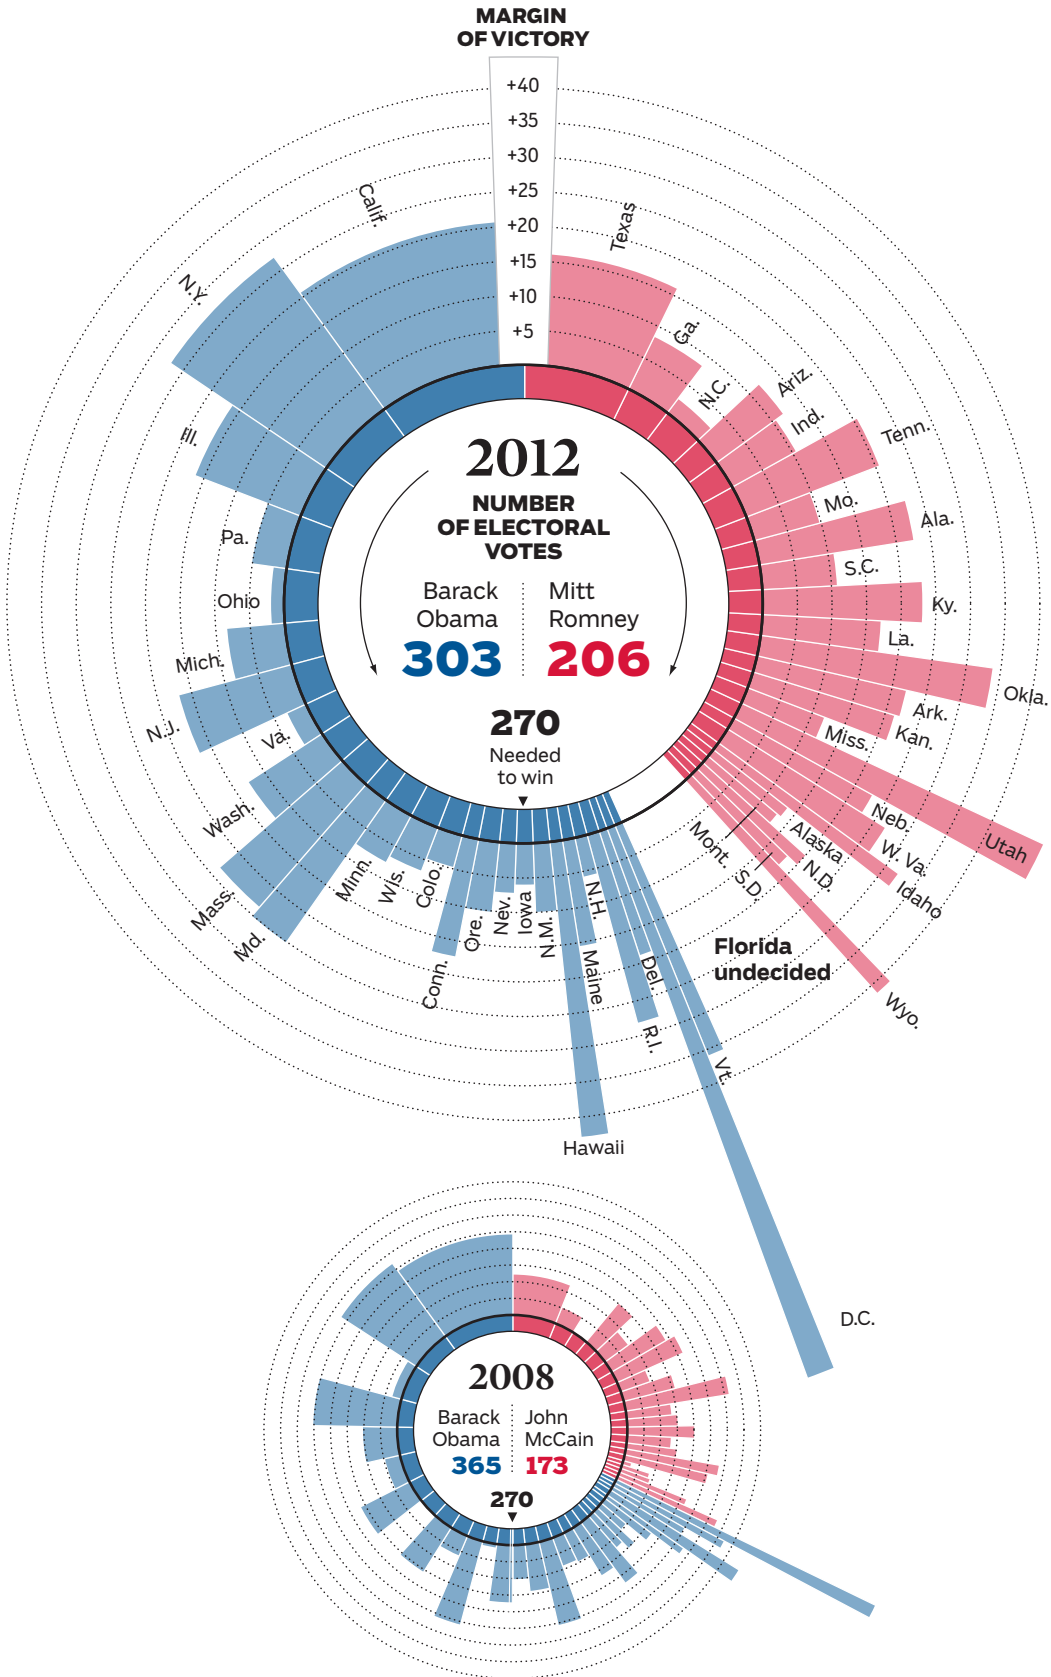 MARGIN
OF VICTORY
+40
+35
+30
+25
+20
+15
+10
+5
Calif.
N.Y.
Ill.
Pa.
Ohio
Mich.
N.J.
Va.
Wash.
Mass.
Md.
Minn.
Wis.
Colo.
Conn.
Ore.
Nev.
Iowa
N.M.
Hawaii
Maine
N.H.
R.I.
Del.
Vt.
D.C.
Texas
Ga.
N.C.
Ariz.
Ind.
Tenn.
Mo.
Ala.
S.C.
Ky.
La.
Okla.
Ark.
Kan.
Miss.
Utah
Neb.
W. Va.
Idaho
Alaska
N.D.
Mont.
S.D.
Wyo.
Florida
undecided
2012
NUMBER
OF ELECTORAL
VOTES
Barack
Obama
303
Mitt
Romney
206
270
Needed
to win
2008
Barack
Obama
365
John
McCain
173
270